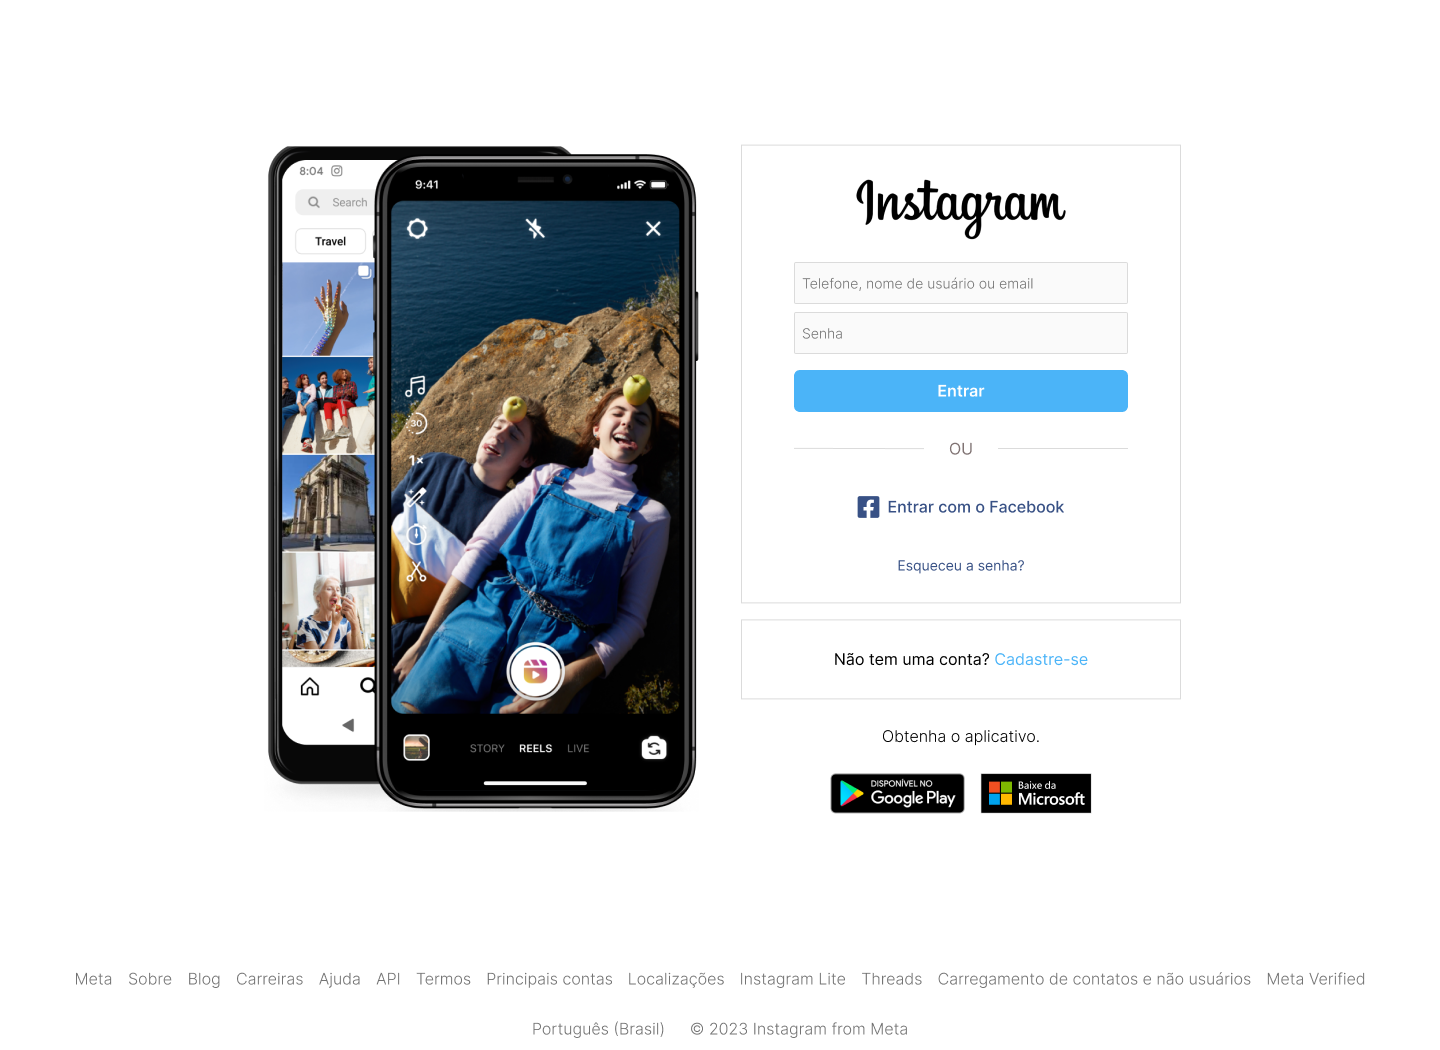 8:04
Search
Travel
9:41
30
1×
STORY REELS LIVE
Instagram
Telefone, nome de usuário ou email
Senha
Entrar
OU
Entrar com o Facebook
Esqueceu a senha?
Não tem uma conta? Cadastre-se
Obtenha o aplicativo.
DISPONÍVEL NO
Google Play
Baixe da
Microsoft
Meta Sobre Blog Carreiras Ajuda API Termos Principais contas Localizações Instagram Lite Threads Carregamento de contatos e não usuários Meta Verified
Português (Brasil) © 2023 Instagram from Meta